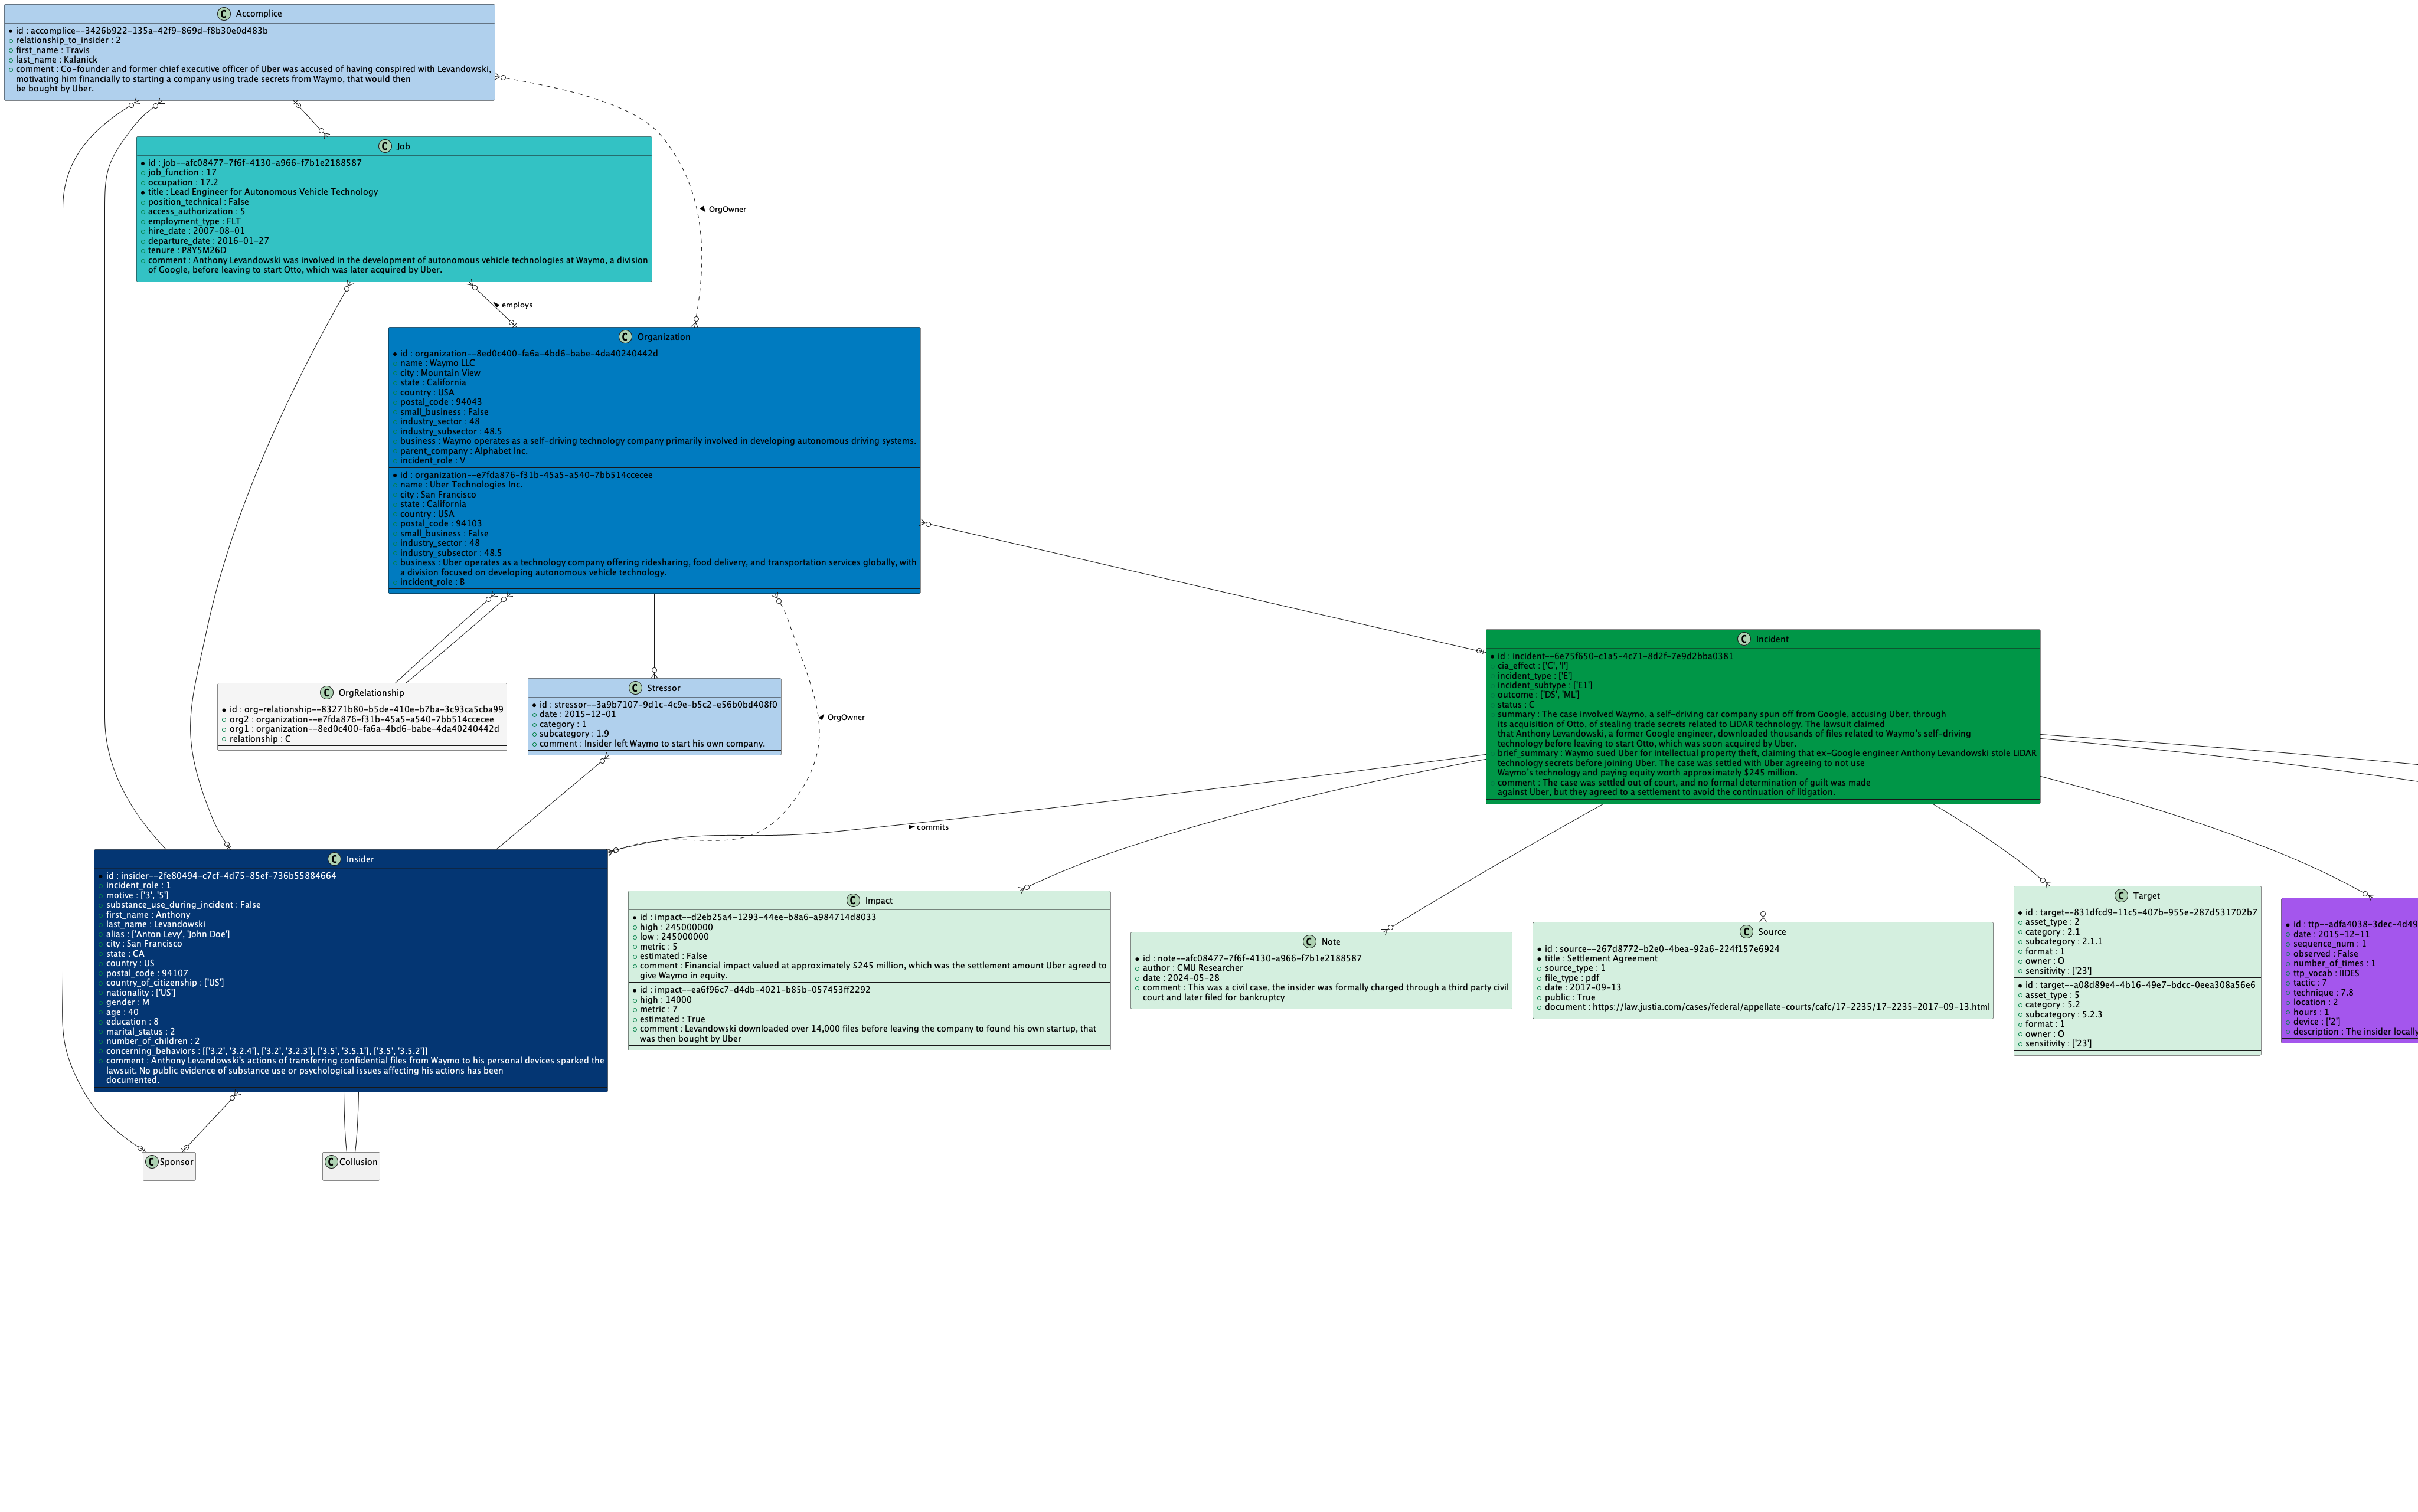 Accomplice
id : accomplice--3426b922-135a-42f9-869d-f8b30e0d483b
relationship_to_insider : 2
first_name : Travis
last_name : Kalanick
comment : Co-founder and former chief executive officer of Uber was accused of having conspired with Levandowski,
motivating him financially to starting a company using trade secrets from Waymo, that would then
be bought by Uber.
Job
id : job--afc08477-7f6f-4130-a966-f7b1e2188587
job_function : 17
occupation : 17.2
title : Lead Engineer for Autonomous Vehicle Technology
position_technical : False
access_authorization : 5
employment_type : FLT
hire_date : 2007-08-01
departure_date : 2016-01-27
tenure : P8Y5M26D
comment : Anthony Levandowski was involved in the development of autonomous vehicle technologies at Waymo, a division
of Google, before leaving to start Otto, which was later acquired by Uber.
OrgOwner
employs
Organization
id : organization--8ed0c400-fa6a-4bd6-babe-4da40240442d
name : Waymo LLC
city : Mountain View
state : California
country : USA
postal_code : 94043
small_business : False
industry_sector : 48
industry_subsector : 48.5
business : Waymo operates as a self-driving technology company primarily involved in developing autonomous driving systems.
parent_company : Alphabet Inc.
incident_role : V
id : organization--e7fda876-f31b-45a5-a540-7bb514ccecee
name : Uber Technologies Inc.
city : San Francisco
state : California
country : USA
postal_code : 94103
small_business : False
industry_sector : 48
industry_subsector : 48.5
business : Uber operates as a technology company offering ridesharing, food delivery, and transportation services globally, with
a division focused on developing autonomous vehicle technology.
incident_role : B
OrgRelationship
id : org-relationship--83271b80-b5de-410e-b7ba-3c93ca5cba99
org2 : organization--e7fda876-f31b-45a5-a540-7bb514ccecee
org1 : organization--8ed0c400-fa6a-4bd6-babe-4da40240442d
relationship : C
Stressor
id : stressor--3a9b7107-9d1c-4c9e-b5c2-e56b0bd408f0
date : 2015-12-01
category : 1
subcategory : 1.9
comment : Insider left Waymo to start his own company.
OrgOwner
Incident
id : incident--6e75f650-c1a5-4c71-8d2f-7e9d2bba0381
cia_effect : ['C', 'I']
incident_type : ['E']
incident_subtype : ['E1']
outcome : ['DS', 'ML']
status : C
summary : The case involved Waymo, a self-driving car company spun off from Google, accusing Uber, through
its acquisition of Otto, of stealing trade secrets related to LiDAR technology. The lawsuit claimed
that Anthony Levandowski, a former Google engineer, downloaded thousands of files related to Waymo's self-driving
technology before leaving to start Otto, which was soon acquired by Uber.
brief_summary : Waymo sued Uber for intellectual property theft, claiming that ex-Google engineer Anthony Levandowski stole LiDAR
technology secrets before joining Uber. The case was settled with Uber agreeing to not use
Waymo's technology and paying equity worth approximately $245 million.
comment : The case was settled out of court, and no formal determination of guilt was made
against Uber, but they agreed to a settlement to avoid the continuation of litigation.
commits
Insider
id : insider--2fe80494-c7cf-4d75-85ef-736b55884664
incident_role : 1
motive : ['3', '5']
substance_use_during_incident : False
first_name : Anthony
last_name : Levandowski
alias : ['Anton Levy', 'John Doe']
city : San Francisco
state : CA
country : US
postal_code : 94107
country_of_citizenship : ['US']
nationality : ['US']
gender : M
age : 40
education : 8
marital_status : 2
number_of_children : 2
concerning_behaviors : [['3.2', '3.2.4'], ['3.2', '3.2.3'], ['3.5', '3.5.1'], ['3.5', '3.5.2']]
comment : Anthony Levandowski's actions of transferring confidential files from Waymo to his personal devices sparked the
lawsuit. No public evidence of substance use or psychological issues affecting his actions has been
documented.
Impact
id : impact--d2eb25a4-1293-44ee-b8a6-a984714d8033
high : 245000000
low : 245000000
metric : 5
estimated : False
comment : Financial impact valued at approximately $245 million, which was the settlement amount Uber agreed to
give Waymo in equity.
id : impact--ea6f96c7-d4db-4021-b85b-057453ff2292
high : 14000
metric : 7
estimated : True
comment : Levandowski downloaded over 14,000 files before leaving the company to found his own startup, that
was then bought by Uber
Note
id : note--afc08477-7f6f-4130-a966-f7b1e2188587
author : CMU Researcher
date : 2024-05-28
comment : This was a civil case, the insider was formally charged through a third party civil
court and later filed for bankruptcy
Source
id : source--267d8772-b2e0-4bea-92a6-224f157e6924
title : Settlement Agreement
source_type : 1
file_type : pdf
date : 2017-09-13
public : True
document : https://law.justia.com/cases/federal/appellate-courts/cafc/17-2235/17-2235-2017-09-13.html
Target
id : target--831dfcd9-11c5-407b-955e-287d531702b7
asset_type : 2
category : 2.1
subcategory : 2.1.1
format : 1
owner : O
sensitivity : ['23']
id : target--a08d89e4-4b16-49e7-bdcc-0eea308a56e6
asset_type : 5
category : 5.2
subcategory : 5.2.3
format : 1
owner : O
sensitivity : ['23']
id : ttp--adfa4038-3dec-4d49
date : 2015-12-11
sequence_num : 1
observed : False
number_of_times : 1
ttp_vocab : IIDES
tactic : 7
technique : 7.8
location : 2
hours : 1
device : ['2']
description : The insider locally
Sponsor
Collusion